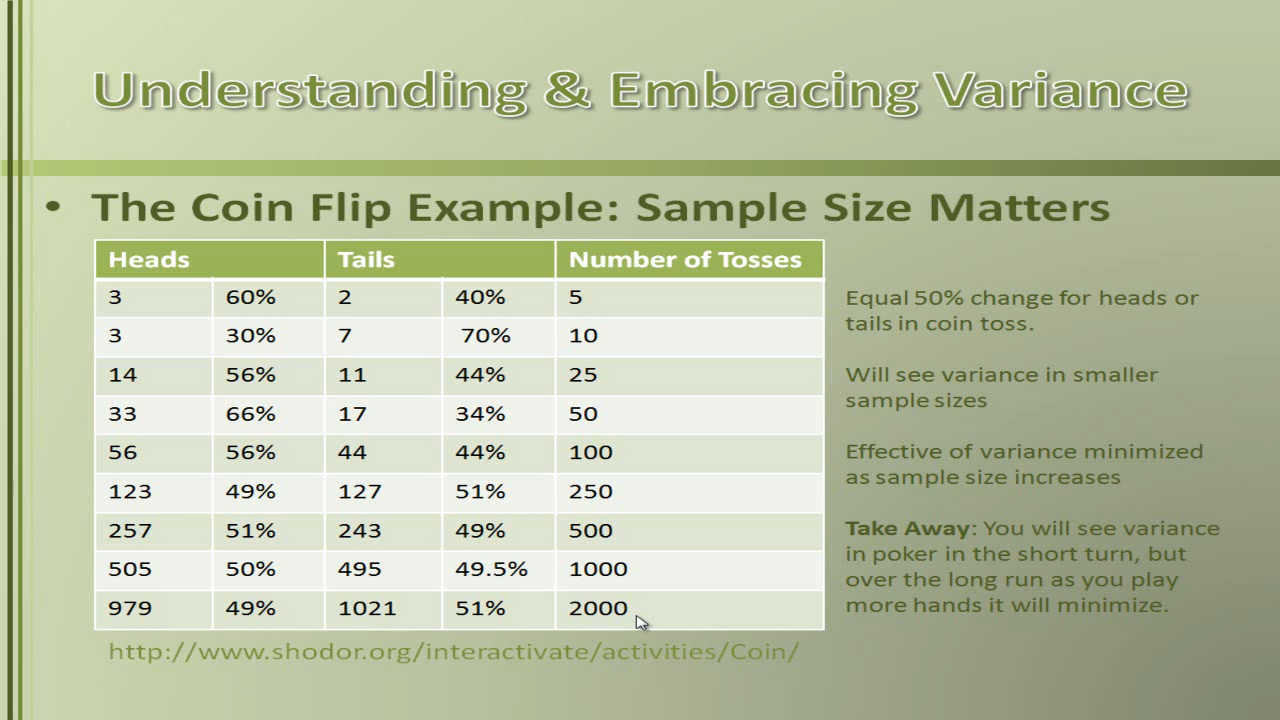 Understanding & Embracing Variance
• The Coin Flip Example: Sample Size Matters
Heads Tails Number of Tosses
3 60% 2 40% 5
3 30% 7 70% 10
14 56% 11 44% 25
33 66% 17 34% 50
56 56% 44 44% 100
123 49% 127 51% 250
257 51% 243 49% 500
505 50% 495 49.5% 1000
979 49% 1021 51% 2000
http://www.shodor.org/interactivate/activities/Coin/
Equal 50% change for heads or
tails in coin toss.
Will see variance in smaller
sample sizes
Effective of variance minimized
as sample size increases
Take Away: You will see variance
in poker in the short turn, but
over the long run as you play
more hands it will minimize.